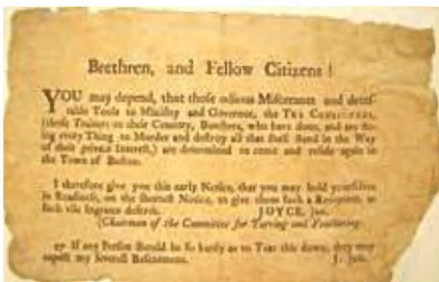 Brethren, and Fellow Citizens!
YOU may depend, that those odious Miscreants and detes-
table Tools to Ministry and Governor, the TEA CONSIGNEES,
(those Traitors to their Country, Butchers, who have done, and are do-
ing every Thing to Murder and destroy all that shall stand in the Way
of their private Interest,) are determined to come and reside again in
the Town of Boston.
I therefore give you this early Notice, that you may hold yourselves
in Readiness, on the shortest Notice, to give them such a Reception, as
such vile Ingrates deserve. JOYCE, jun.
(Chairman of the Committee for Tarring and Feathering.
If any Person should be so hardy as to Tear this down, they may
expect my severest Resentment. J. jun.